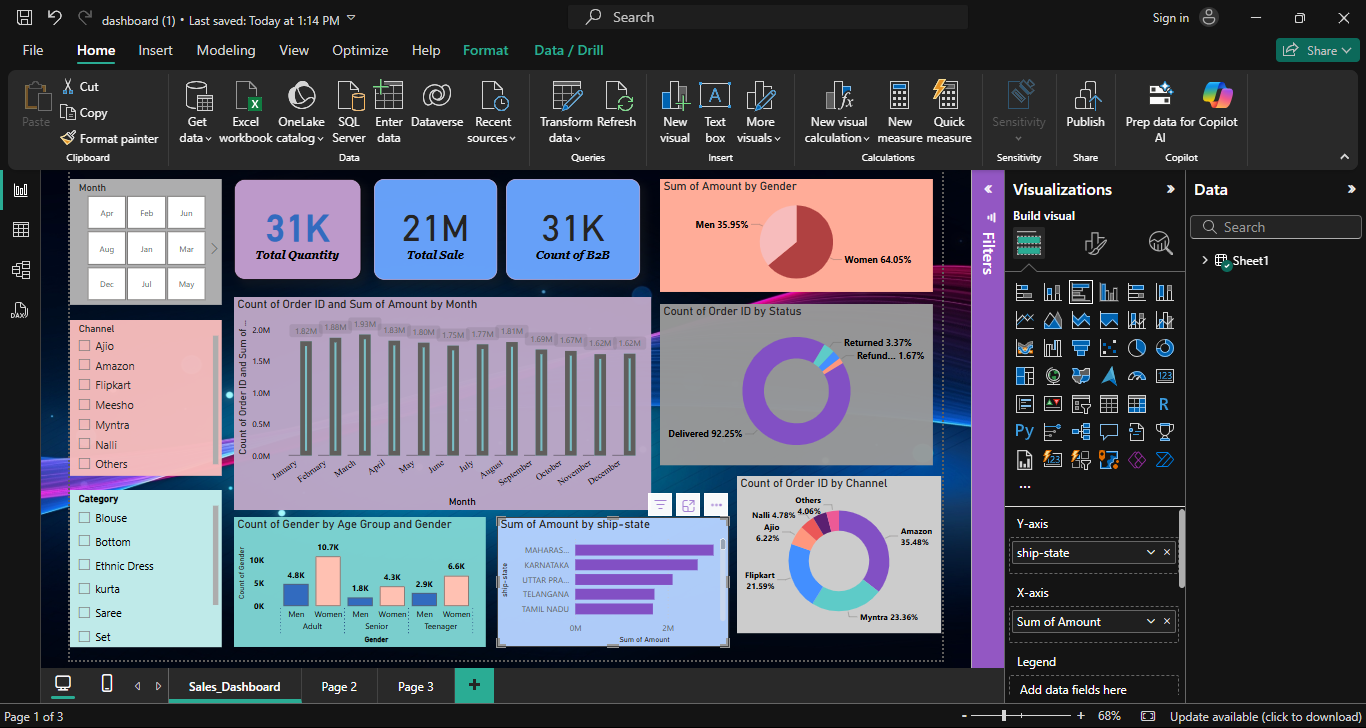 dashboard (1) • Last saved: Today at 1:14 PM
Search
Sign in
File Home Insert Modeling View Optimize Help Format Data / Drill
Share
Paste
Cut
Copy
Format painter
Clipboard
Get data
Excel workbook
OneLake catalog
SQL Server
Enter data
Dataverse
Recent sources
Data
Transform data
Refresh
Queries
New visual
Text box
More visuals
Insert
New visual calculation
New measure
Quick measure
Calculations
Sensitivity
Sensitivity
Publish
Share
Prep data for AI
Copilot
Copilot
Month
Apr Feb Jun
Aug Jan Mar
Dec Jul May
31K
Total Quantity
21M
Total Sale
31K
Count of B2B
Sum of Amount by Gender
Men 35.95%
Women 64.05%
Channel
Ajio
Amazon
Flipkart
Meesho
Myntra
Nalli
Others
Count of Order ID and Sum of Amount by Month
Count of Order ID and Sum of ...
2.0M
1.5M
1.0M
0.5M
0.0M
1.82M 1.88M 1.93M 1.83M 1.80M 1.75M 1.77M 1.81M 1.69M 1.67M 1.62M 1.62M
January February March April May June July August September October November December
Month
Count of Order ID by Status
Returned 3.37%
Refund... 1.67%
Delivered 92.25%
Category
Blouse
Bottom
Ethnic Dress
kurta
Saree
Set
Count of Gender by Age Group and Gender
Count of Gender
10K
5K
0K
4.8K 10.7K 1.8K 4.3K 2.9K 6.6K
Men Women Men Women Men Women
Adult Senior Teenager
Gender
Sum of Amount by ship-state
ship-state
MAHARAS...
KARNATAKA
UTTAR PRA...
TELANGANA
TAMIL NADU
0M 2M
Sum of Amount
Count of Order ID by Channel
Others 4.06%
Nalli 4.78%
Ajio 6.22%
Amazon 35.48%
Flipkart 21.59%
Myntra 23.36%
Filters
Visualizations
Build visual
123
R
Py
123
...
Y-axis
ship-state
X-axis
Sum of Amount
Legend
Add data fields here
Data
Search
Sheet1
DAX
Sales_Dashboard Page 2 Page 3 +
Page 1 of 3
- + 68%
Update available (click to download)